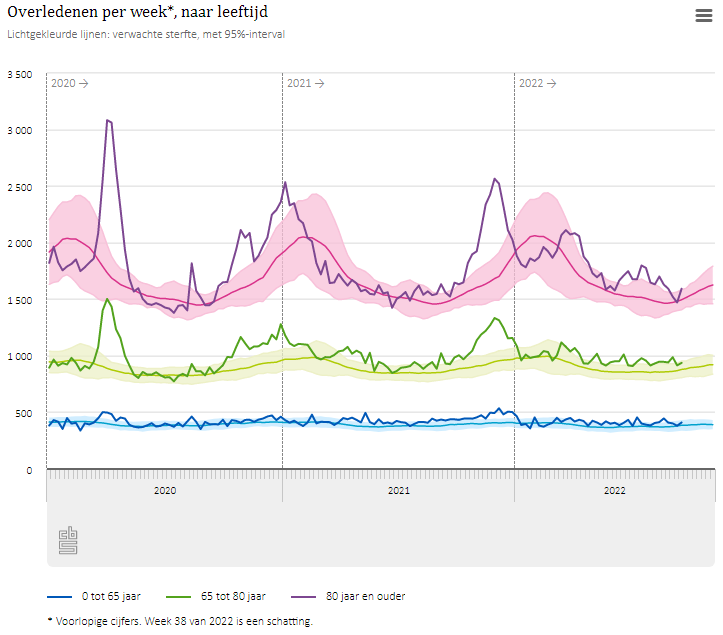 Overledenen per week*, naar leeftijd
Lichtgekleurde lijnen: verwachte sterfte, met 95%-interval
3 500
2020 →
2021 →
2022 →
3 000
2 500
2 000
1 500
1 000
500
0
2020
2021
2022
cbs
0 tot 65 jaar
65 tot 80 jaar
80 jaar en ouder
* Voorlopige cijfers. Week 38 van 2022 is een schatting.